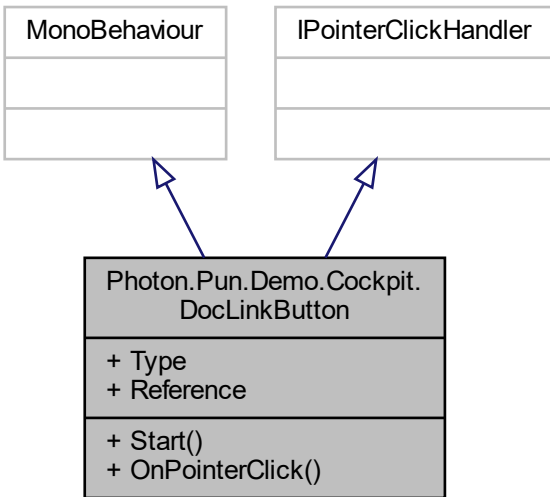 MonoBehaviour
IPointerClickHandler
Photon.Pun.Demo.Cockpit.
DocLinkButton
+ Type
+ Reference
+ Start()
+ OnPointerClick()